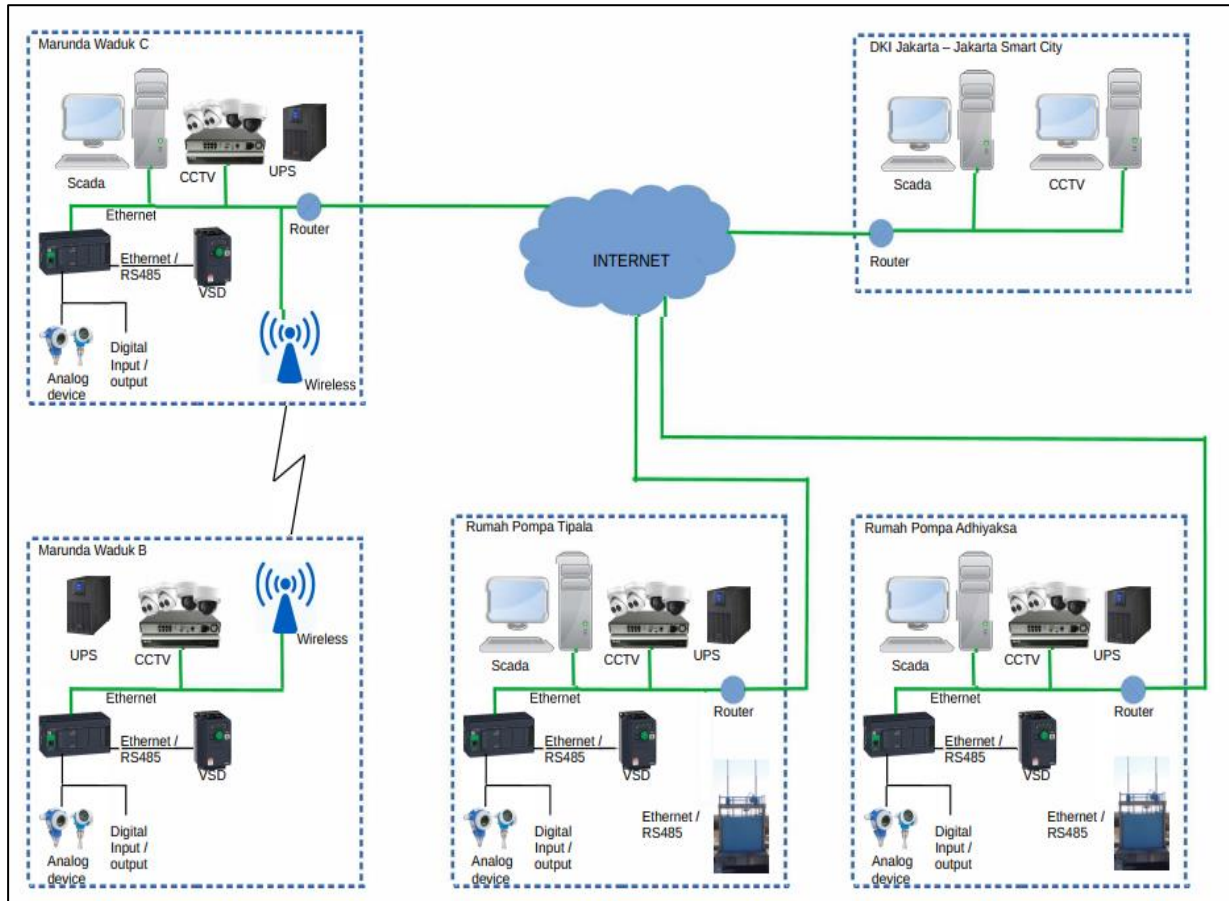 Marunda Waduk C
Scada
CCTV
UPS
Ethernet
Router
Ethernet /
RS485
VSD
Analog
device
Digital
Input /
output
Wireless
DKI Jakarta – Jakarta Smart City
Scada
CCTV
Router
INTERNET
Marunda Waduk B
UPS
CCTV
Wireless
Ethernet
Ethernet /
RS485
VSD
Analog
device
Digital
Input /
output
Rumah Pompa Tipala
Scada
CCTV
UPS
Ethernet
Router
Ethernet /
RS485
VSD
Analog
device
Digital
Input /
output
Ethernet /
RS485
Rumah Pompa Adhiyaksa
Scada
CCTV
UPS
Ethernet
Router
Ethernet /
RS485
VSD
Analog
device
Digital
Input /
output
Ethernet /
RS485